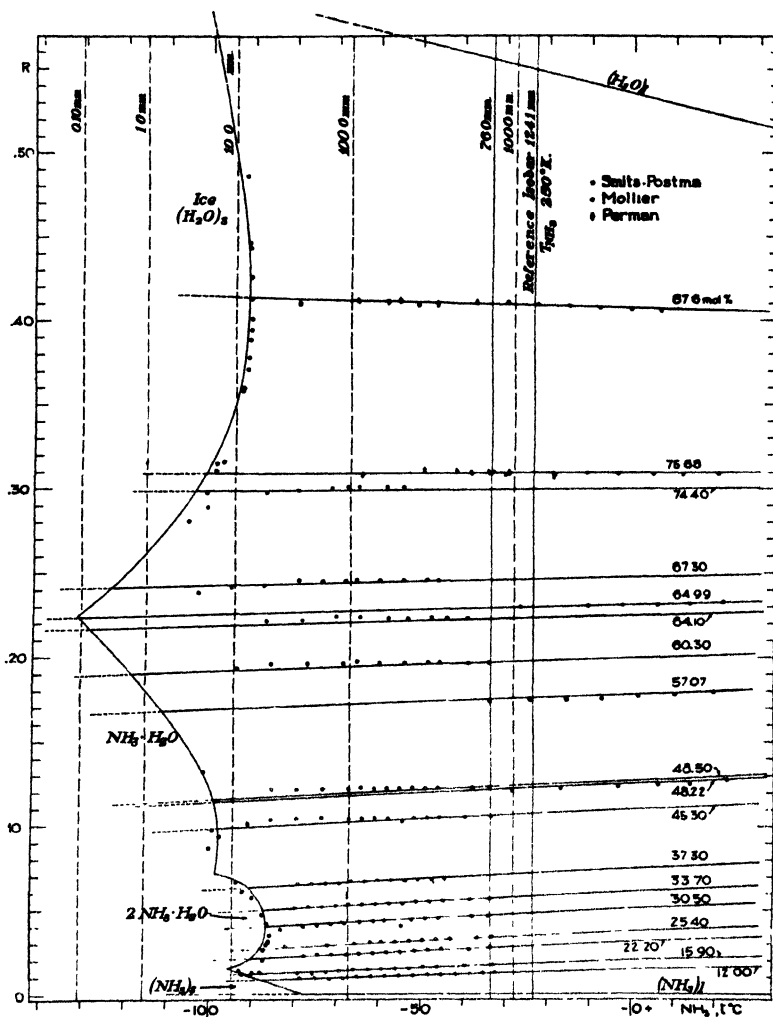 R
.50
.40
.30
.20
.10
0
0.10 mm
1.0 mm
10.0 mm
100.0 mm
760 mm.
1000 mm.
Reference Isobar 1241 mm
T_NH₃ 250°K.
(H₂O)l
Ice
(H₂O)s
• Smits-Postma
• Mollier
• Perman
67.6 mol%
75.68
74.40
67.30
64.99
64.10
60.30
57.07
NH₃·H₂O
48.50
48.22
45.30
37.30
33.70
30.50
2NH₃·H₂O
25.40
22.20
15.90
12.00
(NH₃)s
(NH₃)l
-100
-50
-0+
NH₃, t°C